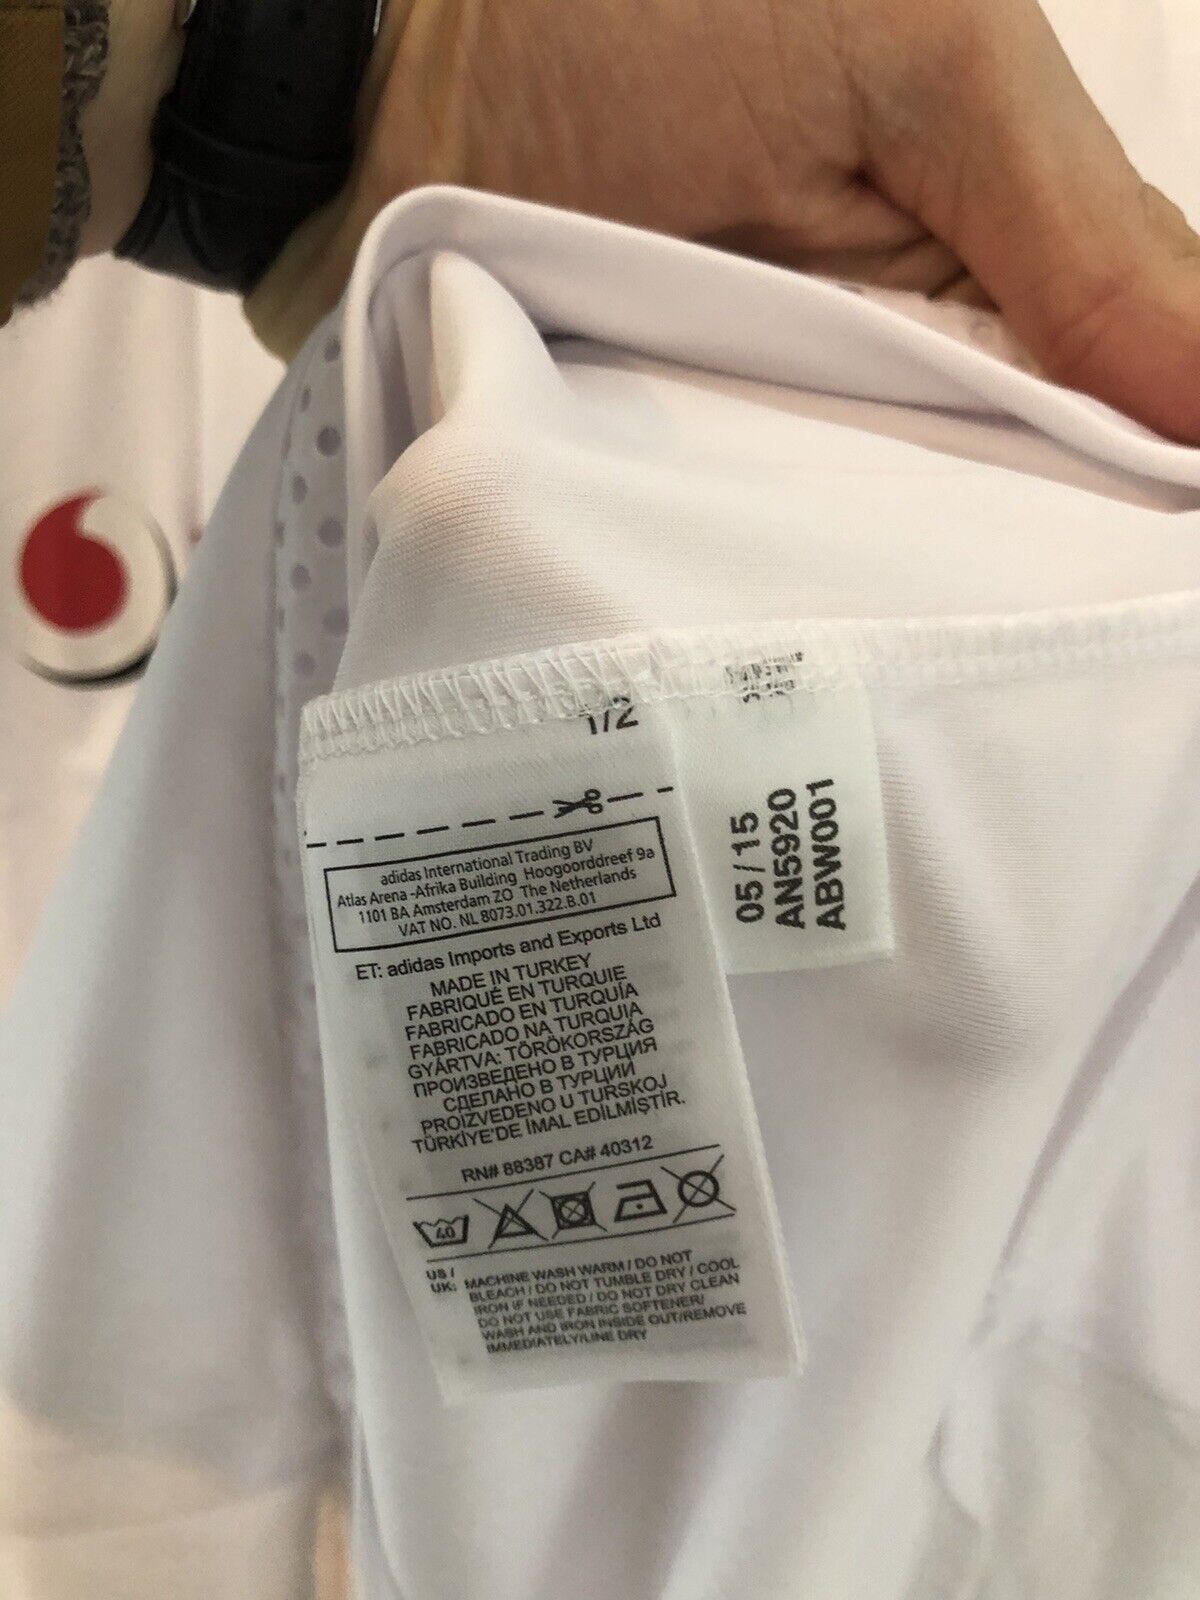 1/2
adidas International Trading BV
Atlas Arena -Afrika Building Hoogoorddreef 9a
1101 BA Amsterdam ZO The Netherlands
VAT NO. NL 8073.01.322.B.01
ET: adidas Imports and Exports Ltd
MADE IN TURKEY
FABRIQUÉ EN TURQUIE
FABRICADO EN TURQUÍA
FABRICADO NA TURQUIA
GYÁRTVA: TÖRÖKORSZÁG
ПРОИЗВЕДЕНО В ТУРЦИЯ
СДЕЛАНО В ТУРЦИИ
PROIZVEDENO U TURSKOJ
TÜRKİYE'DE İMAL EDİLMİŞTİR.
RN# 88387 CA# 40312
40
US /
UK: MACHINE WASH WARM / DO NOT
BLEACH / DO NOT TUMBLE DRY / COOL
IRON IF NEEDED / DO NOT DRY CLEAN
DO NOT USE FABRIC SOFTENER/
WASH AND IRON INSIDE OUT/REMOVE
IMMEDIATELY/LINE DRY
05/15
AN5920
ABW001